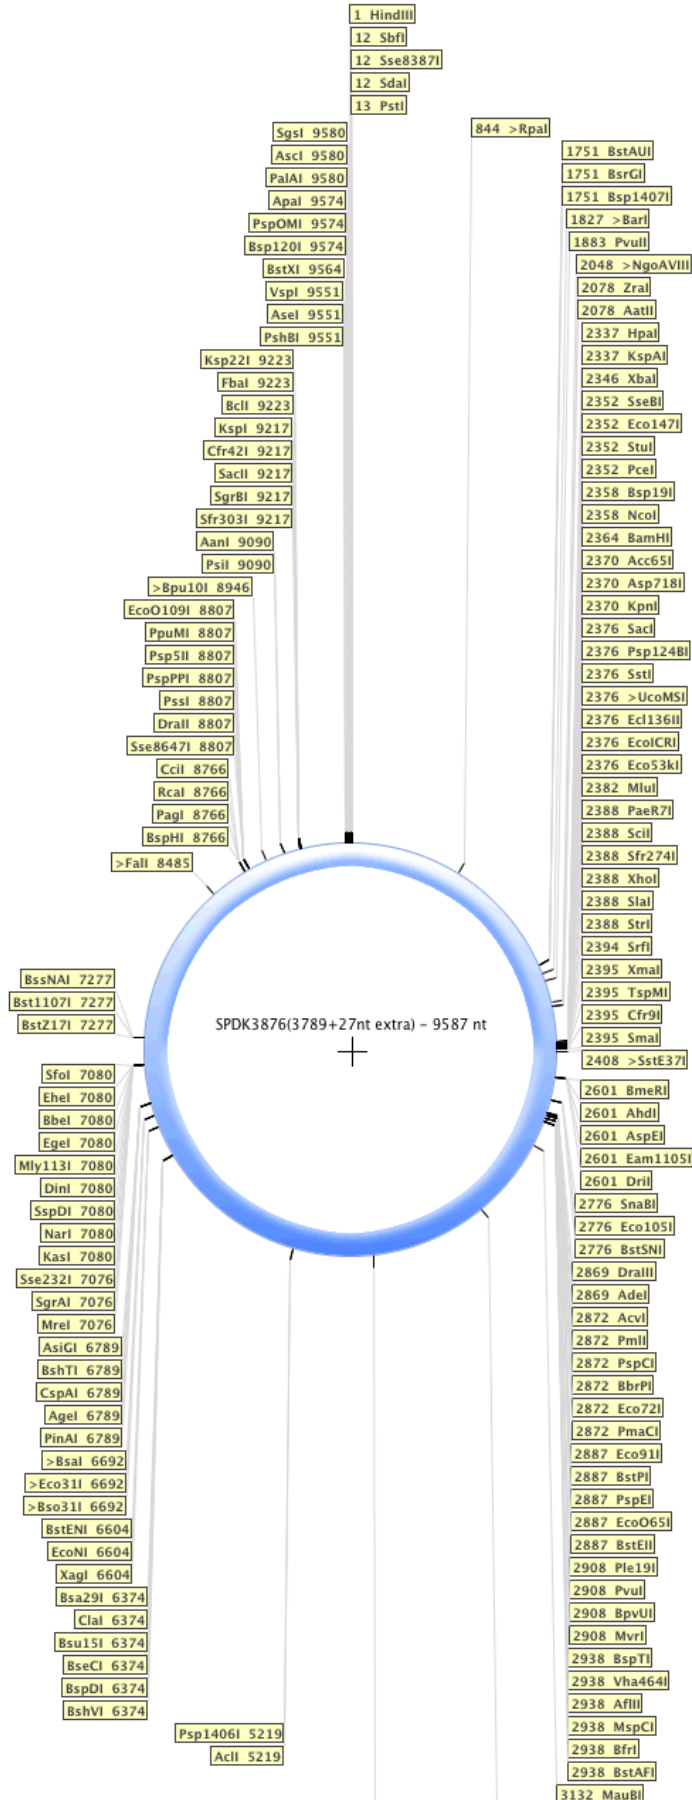 1 HindIII
12 SbfI
12 Sse8387I
12 SdaI
13 PstI
844 >RpaI
SgsI 9580
AscI 9580
PalAI 9580
ApaI 9574
PspOMI 9574
Bsp120I 9574
BstXI 9564
VspI 9551
AseI 9551
PshBI 9551
Ksp22I 9223
FbaI 9223
BclI 9223
KspI 9217
Cfr42I 9217
SacII 9217
SgrBI 9217
Sfr303I 9217
AanI 9090
PsiI 9090
>Bpu10I 8946
EcoO109I 8807
PpuMI 8807
Psp5II 8807
PspPPI 8807
PssI 8807
DraII 8807
Sse8647I 8807
CciI 8766
RcaI 8766
PagI 8766
BspHI 8766
>FalI 8485
BssNAI 7277
Bst1107I 7277
BstZ17I 7277
SfoI 7080
EheI 7080
BbeI 7080
EgeI 7080
Mly113I 7080
DinI 7080
SspDI 7080
NarI 7080
KasI 7080
Sse232I 7076
SgrAI 7076
MreI 7076
AsiGI 6789
BshTI 6789
CspAI 6789
AgeI 6789
PinAI 6789
>BsaI 6692
>Eco31I 6692
>Bso31I 6692
BstENI 6604
EcoNI 6604
XagI 6604
Bsa29I 6374
ClaI 6374
Bsu15I 6374
BseCI 6374
BspDI 6374
BshVI 6374
Psp1406I 5219
AclI 5219
SPDK3876(3789+27nt extra) - 9587 nt
1751 BstAUI
1751 BsrGI
1751 Bsp1407I
1827 >BarI
1883 PvuII
2048 >NgoAVIII
2078 ZraI
2078 AatII
2337 HpaI
2337 KspAI
2346 XbaI
2352 SseBI
2352 Eco147I
2352 StuI
2352 PceI
2358 Bsp19I
2358 NcoI
2364 BamHI
2370 Acc65I
2370 Asp718I
2370 KpnI
2376 SacI
2376 Psp124BI
2376 SstI
2376 >UcoMSI
2376 Ecl136II
2376 EcoICRI
2376 Eco53kI
2382 MluI
2388 PaeR7I
2388 SciI
2388 Sfr274I
2388 XhoI
2388 SlaI
2388 StrI
2394 SrfI
2395 XmaI
2395 TspMI
2395 Cfr9I
2395 SmaI
2408 >SstE37I
2601 BmeRI
2601 AhdI
2601 AspEI
2601 Eam1105I
2601 DriI
2776 SnaBI
2776 Eco105I
2776 BstSNI
2869 DraIII
2869 AdeI
2872 AcvI
2872 PmlI
2872 PspCI
2872 BbrPI
2872 Eco72I
2872 PmaCI
2887 Eco91I
2887 BstPI
2887 PspEI
2887 EcoO65I
2887 BstEII
2908 Ple19I
2908 PvuI
2908 BpvUI
2908 MvrI
2938 BspTI
2938 Vha464I
2938 AflII
2938 MspCI
2938 BfrI
2938 BstAFI
3132 MauBI